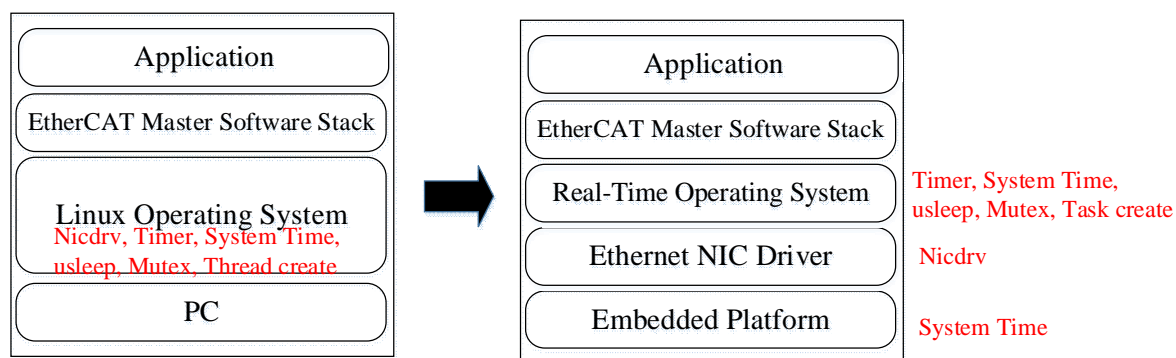 Application
EtherCAT Master Software Stack
Linux Operating System
Nicdrv, Timer, System Time,
usleep, Mutex, Thread create
PC
Application
EtherCAT Master Software Stack
Real-Time Operating System
Timer, System Time,
usleep, Mutex, Task create
Ethernet NIC Driver
Nicdrv
Embedded Platform
System Time